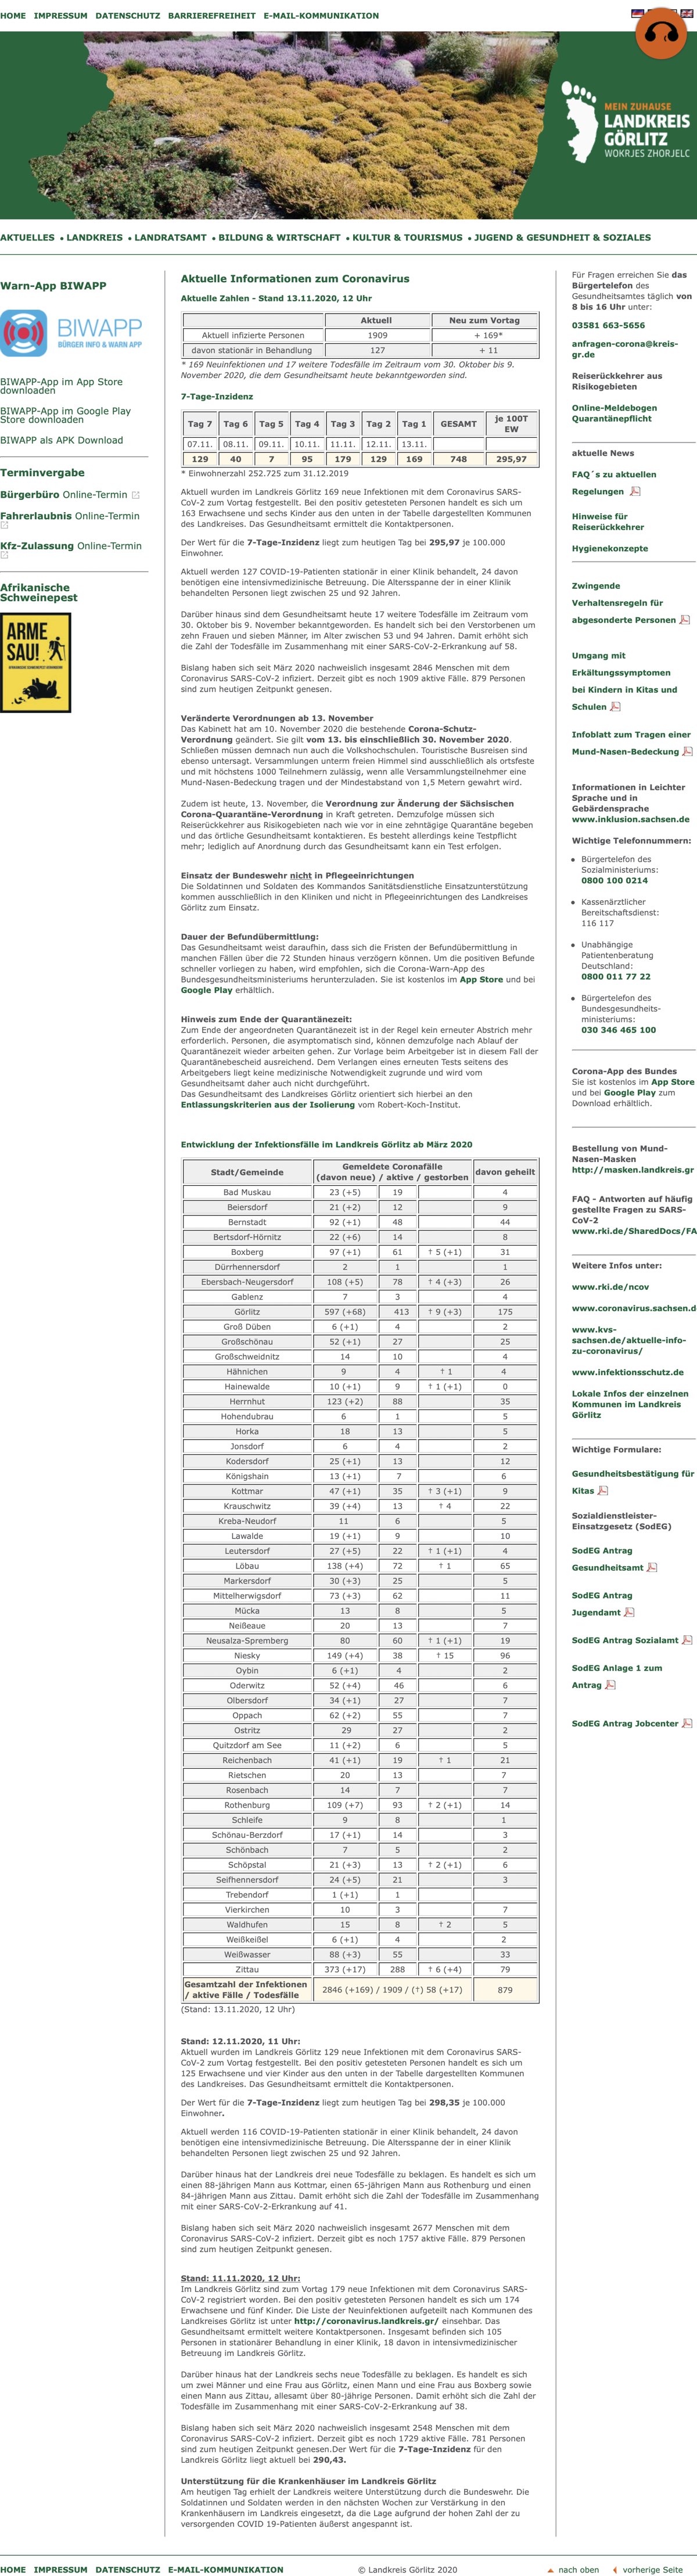 HOME IMPRESSUM DATENSCHUTZ BARRIEREFREIHEIT E-MAIL-KOMMUNIKATION
MEIN ZUHAUSE
LANDKREIS
GÖRLITZ
WOKRJES ZHORJELC
AKTUELLES • LANDKREIS • LANDRATSAMT • BILDUNG & WIRTSCHAFT • KULTUR & TOURISMUS • JUGEND & GESUNDHEIT & SOZIALES
Warn-App BIWAPP
BIWAPP
BÜRGER INFO & WARN APP
BIWAPP-App im App Store
downloaden
BIWAPP-App im Google Play
Store downloaden
BIWAPP als APK Download
Terminvergabe
Bürgerbüro Online-Termin
Fahrerlaubnis Online-Termin
Kfz-Zulassung Online-Termin
Afrikanische
Schweinepest
ARME
SAU!
Aktuelle Informationen zum Coronavirus
Aktuelle Zahlen - Stand 13.11.2020, 12 Uhr
Aktuell Neu zum Vortag
Aktuell infizierte Personen 1909 + 169*
davon stationär in Behandlung 127 + 11
* 169 Neuinfektionen und 17 weitere Todesfälle im Zeitraum vom 30. Oktober bis 9.
November 2020, die dem Gesundheitsamt heute bekanntgeworden sind.
7-Tage-Inzidenz
Tag 7 Tag 6 Tag 5 Tag 4 Tag 3 Tag 2 Tag 1 GESAMT je 100T
EW
07.11. 08.11. 09.11. 10.11. 11.11. 12.11. 13.11.
129 40 7 95 179 129 169 748 295,97
* Einwohnerzahl 252.725 zum 31.12.2019
Aktuell wurden im Landkreis Görlitz 169 neue Infektionen mit dem Coronavirus SARS-
CoV-2 zum Vortag festgestellt. Bei den positiv getesteten Personen handelt es sich um
163 Erwachsene und sechs Kinder aus den unten in der Tabelle dargestellten Kommunen
des Landkreises. Das Gesundheitsamt ermittelt die Kontaktpersonen.
Der Wert für die 7-Tage-Inzidenz liegt zum heutigen Tag bei 295,97 je 100.000
Einwohner.
Aktuell werden 127 COVID-19-Patienten stationär in einer Klinik behandelt, 24 davon
benötigen eine intensivmedizinische Betreuung. Die Altersspanne der in einer Klinik
behandelten Personen liegt zwischen 25 und 92 Jahren.
Darüber hinaus sind dem Gesundheitsamt heute 17 weitere Todesfälle im Zeitraum vom
30. Oktober bis 9. November bekanntgeworden. Es handelt sich bei den Verstorbenen um
zehn Frauen und sieben Männer, im Alter zwischen 53 und 94 Jahren. Damit erhöht sich
die Zahl der Todesfälle im Zusammenhang mit einer SARS-CoV-2-Erkrankung auf 58.
Bislang haben sich seit März 2020 nachweislich insgesamt 2846 Menschen mit dem
Coronavirus SARS-CoV-2 infiziert. Derzeit gibt es noch 1909 aktive Fälle. 879 Personen
sind zum heutigen Zeitpunkt genesen.
Veränderte Verordnungen ab 13. November
Das Kabinett hat am 10. November 2020 die bestehende Corona-Schutz-
Verordnung geändert. Sie gilt vom 13. bis einschließlich 30. November 2020.
Schließen müssen demnach nun auch die Volkshochschulen. Touristische Busreisen sind
ebenso untersagt. Versammlungen unterm freien Himmel sind ausschließlich als ortsfeste
und mit höchstens 1000 Teilnehmern zulässig, wenn alle Versammlungsteilnehmer eine
Mund-Nasen-Bedeckung tragen und der Mindestabstand von 1,5 Metern gewahrt wird.
Zudem ist heute, 13. November, die Verordnung zur Änderung der Sächsischen
Corona-Quarantäne-Verordnung in Kraft getreten. Demzufolge müssen sich
Reiserückkehrer aus Risikogebieten nach wie vor in eine zehntägige Quarantäne begeben
und das örtliche Gesundheitsamt kontaktieren. Es besteht allerdings keine Testpflicht
mehr; lediglich auf Anordnung durch das Gesundheitsamt kann ein Test erfolgen.
Einsatz der Bundeswehr nicht in Pflegeeinrichtungen
Die Soldatinnen und Soldaten des Kommandos Sanitätsdienstliche Einsatzunterstützung
kommen ausschließlich in den Kliniken und nicht in Pflegeeinrichtungen des Landkreises
Görlitz zum Einsatz.
Dauer der Befundübermittlung:
Das Gesundheitsamt weist daraufhin, dass sich die Fristen der Befundübermittlung in
manchen Fällen über die 72 Stunden hinaus verzögern können. Um die positiven Befunde
schneller vorliegen zu haben, wird empfohlen, sich die Corona-Warn-App des
Bundesgesundheitsministeriums herunterzuladen. Sie ist kostenlos im App Store und bei
Google Play erhältlich.
Hinweis zum Ende der Quarantänezeit:
Zum Ende der angeordneten Quarantänezeit ist in der Regel kein erneuter Abstrich mehr
erforderlich. Personen, die asymptomatisch sind, können demzufolge nach Ablauf der
Quarantänezeit wieder arbeiten gehen. Zur Vorlage beim Arbeitgeber ist in diesem Fall der
Quarantänebescheid ausreichend. Dem Verlangen eines erneuten Tests seitens des
Arbeitgebers liegt keine medizinische Notwendigkeit zugrunde und wird vom
Gesundheitsamt daher auch nicht durchgeführt.
Das Gesundheitsamt des Landkreises Görlitz orientiert sich hierbei an den
Entlassungskriterien aus der Isolierung vom Robert-Koch-Institut.
Entwicklung der Infektionsfälle im Landkreis Görlitz ab März 2020
Stadt/Gemeinde Gemeldete Coronafälle
(davon neue) / aktive / gestorben davon geheilt
Bad Muskau 23 (+5) 19 4
Beiersdorf 21 (+2) 12 9
Bernstadt 92 (+1) 48 44
Bertsdorf-Hörnitz 22 (+6) 14 8
Boxberg 97 (+1) 61 † 5 (+1) 31
Dürrhennersdorf 2 1 1
Ebersbach-Neugersdorf 108 (+5) 78 † 4 (+3) 26
Gablenz 7 3 4
Görlitz 597 (+68) 413 † 9 (+3) 175
Groß Düben 6 (+1) 4 2
Großschönau 52 (+1) 27 25
Großschweidnitz 14 10 4
Hähnichen 9 4 † 1 4
Hainewalde 10 (+1) 9 † 1 (+1) 0
Herrnhut 123 (+2) 88 35
Hohendubrau 6 1 5
Horka 18 13 5
Jonsdorf 6 4 2
Kodersdorf 25 (+1) 13 12
Königshain 13 (+1) 7 6
Kottmar 47 (+1) 35 † 3 (+1) 9
Krauschwitz 39 (+4) 13 † 4 22
Kreba-Neudorf 11 6 5
Lawalde 19 (+1) 9 10
Leutersdorf 27 (+5) 22 † 1 (+1) 4
Löbau 138 (+4) 72 † 1 65
Markersdorf 30 (+3) 25 5
Mittelherwigsdorf 73 (+3) 62 11
Mücka 13 8 5
Neißeaue 20 13 7
Neusalza-Spremberg 80 60 † 1 (+1) 19
Niesky 149 (+4) 38 † 15 96
Oybin 6 (+1) 4 2
Oderwitz 52 (+4) 46 6
Olbersdorf 34 (+1) 27 7
Oppach 62 (+2) 55 7
Ostritz 29 27 2
Quitzdorf am See 11 (+2) 6 5
Reichenbach 41 (+1) 19 † 1 21
Rietschen 20 13 7
Rosenbach 14 7 7
Rothenburg 109 (+7) 93 † 2 (+1) 14
Schleife 9 8 1
Schönau-Berzdorf 17 (+1) 14 3
Schönbach 7 5 2
Schöpstal 21 (+3) 13 † 2 (+1) 6
Seifhennersdorf 24 (+5) 21 3
Trebendorf 1 (+1) 1
Vierkirchen 10 3 7
Waldhufen 15 8 † 2 5
Weißkeißel 6 (+1) 4 2
Weißwasser 88 (+3) 55 33
Zittau 373 (+17) 288 † 6 (+4) 79
Gesamtzahl der Infektionen
/ aktive Fälle / Todesfälle 2846 (+169) / 1909 / (†) 58 (+17) 879
(Stand: 13.11.2020, 12 Uhr)
Stand: 12.11.2020, 11 Uhr:
Aktuell wurden im Landkreis Görlitz 129 neue Infektionen mit dem Coronavirus SARS-
CoV-2 zum Vortag festgestellt. Bei den positiv getesteten Personen handelt es sich um
125 Erwachsene und vier Kinder aus den unten in der Tabelle dargestellten Kommunen
des Landkreises. Das Gesundheitsamt ermittelt die Kontaktpersonen.
Der Wert für die 7-Tage-Inzidenz liegt zum heutigen Tag bei 298,35 je 100.000
Einwohner.
Aktuell werden 116 COVID-19-Patienten stationär in einer Klinik behandelt, 24 davon
benötigen eine intensivmedizinische Betreuung. Die Altersspanne der in einer Klinik
behandelten Personen liegt zwischen 25 und 92 Jahren.
Darüber hinaus hat der Landkreis drei neue Todesfälle zu beklagen. Es handelt es sich um
einen 88-jährigen Mann aus Kottmar, einen 65-jährigen Mann aus Rothenburg und einen
84-jährigen Mann aus Zittau. Damit erhöht sich die Zahl der Todesfälle im Zusammenhang
mit einer SARS-CoV-2-Erkrankung auf 41.
Bislang haben sich seit März 2020 nachweislich insgesamt 2677 Menschen mit dem
Coronavirus SARS-CoV-2 infiziert. Derzeit gibt es noch 1757 aktive Fälle. 879 Personen
sind zum heutigen Zeitpunkt genesen.
Stand: 11.11.2020, 12 Uhr:
Im Landkreis Görlitz sind zum Vortag 179 neue Infektionen mit dem Coronavirus SARS-
CoV-2 registriert worden. Bei den positiv getesteten Personen handelt es sich um 174
Erwachsene und fünf Kinder. Die Liste der Neuinfektionen aufgeteilt nach Kommunen des
Landkreises Görlitz ist unter http://coronavirus.landkreis.gr/ einsehbar. Das
Gesundheitsamt ermittelt weitere Kontaktpersonen. Insgesamt befinden sich 105
Personen in stationärer Behandlung in einer Klinik, 18 davon in intensivmedizinischer
Betreuung im Landkreis Görlitz.
Darüber hinaus hat der Landkreis sechs neue Todesfälle zu beklagen. Es handelt es sich
um zwei Männer und eine Frau aus Görlitz, einen Mann und eine Frau aus Boxberg sowie
einen Mann aus Zittau, allesamt über 80-jährige Personen. Damit erhöht sich die Zahl der
Todesfälle im Zusammenhang mit einer SARS-CoV-2-Erkrankung auf 38.
Bislang haben sich seit März 2020 nachweislich insgesamt 2548 Menschen mit dem
Coronavirus SARS-CoV-2 infiziert. Derzeit gibt es noch 1729 aktive Fälle. 781 Personen
sind zum heutigen Zeitpunkt genesen.Der Wert für die 7-Tage-Inzidenz für den
Landkreis Görlitz liegt aktuell bei 290,43.
Unterstützung für die Krankenhäuser im Landkreis Görlitz
Am heutigen Tag erhielt der Landkreis weitere Unterstützung durch die Bundeswehr. Die
Soldatinnen und Soldaten werden in den nächsten Wochen zur Verstärkung in den
Krankenhäusern im Landkreis eingesetzt, da die Lage aufgrund der hohen Zahl der zu
versorgenden COVID 19-Patienten äußerst angespannt ist.
Für Fragen erreichen Sie das
Bürgertelefon des
Gesundheitsamtes täglich von
8 bis 16 Uhr unter:
03581 663-5656
anfragen-corona@kreis-
gr.de
Reiserückkehrer aus
Risikogebieten
Online-Meldebogen
Quarantänepflicht
aktuelle News
FAQ´s zu aktuellen
Regelungen
Hinweise für
Reiserückkehrer
Hygienekonzepte
Zwingende
Verhaltensregeln für
abgesonderte Personen
Umgang mit
Erkältungssymptomen
bei Kindern in Kitas und
Schulen
Infoblatt zum Tragen einer
Mund-Nasen-Bedeckung
Informationen in Leichter
Sprache und in
Gebärdensprache
www.inklusion.sachsen.de
Wichtige Telefonnummern:
• Bürgertelefon des
Sozialministeriums:
0800 100 0214
• Kassenärztlicher
Bereitschaftsdienst:
116 117
• Unabhängige
Patientenberatung
Deutschland:
0800 011 77 22
• Bürgertelefon des
Bundesgesundheits-
ministeriums:
030 346 465 100
Corona-App des Bundes
Sie ist kostenlos im App Store
und bei Google Play zum
Download erhältlich.
Bestellung von Mund-
Nasen-Masken
http://masken.landkreis.gr
FAQ - Antworten auf häufig
gestellte Fragen zu SARS-
CoV-2
www.rki.de/SharedDocs/FA
Weitere Infos unter:
www.rki.de/ncov
www.coronavirus.sachsen.d
www.kvs-
sachsen.de/aktuelle-info-
zu-coronavirus/
www.infektionsschutz.de
Lokale Infos der einzelnen
Kommunen im Landkreis
Görlitz
Wichtige Formulare:
Gesundheitsbestätigung für
Kitas
Sozialdienstleister-
Einsatzgesetz (SodEG)
SodEG Antrag
Gesundheitsamt
SodEG Antrag
Jugendamt
SodEG Antrag Sozialamt
SodEG Anlage 1 zum
Antrag
SodEG Antrag Jobcenter
HOME IMPRESSUM DATENSCHUTZ E-MAIL-KOMMUNIKATION © Landkreis Görlitz 2020 nach oben vorherige Seite